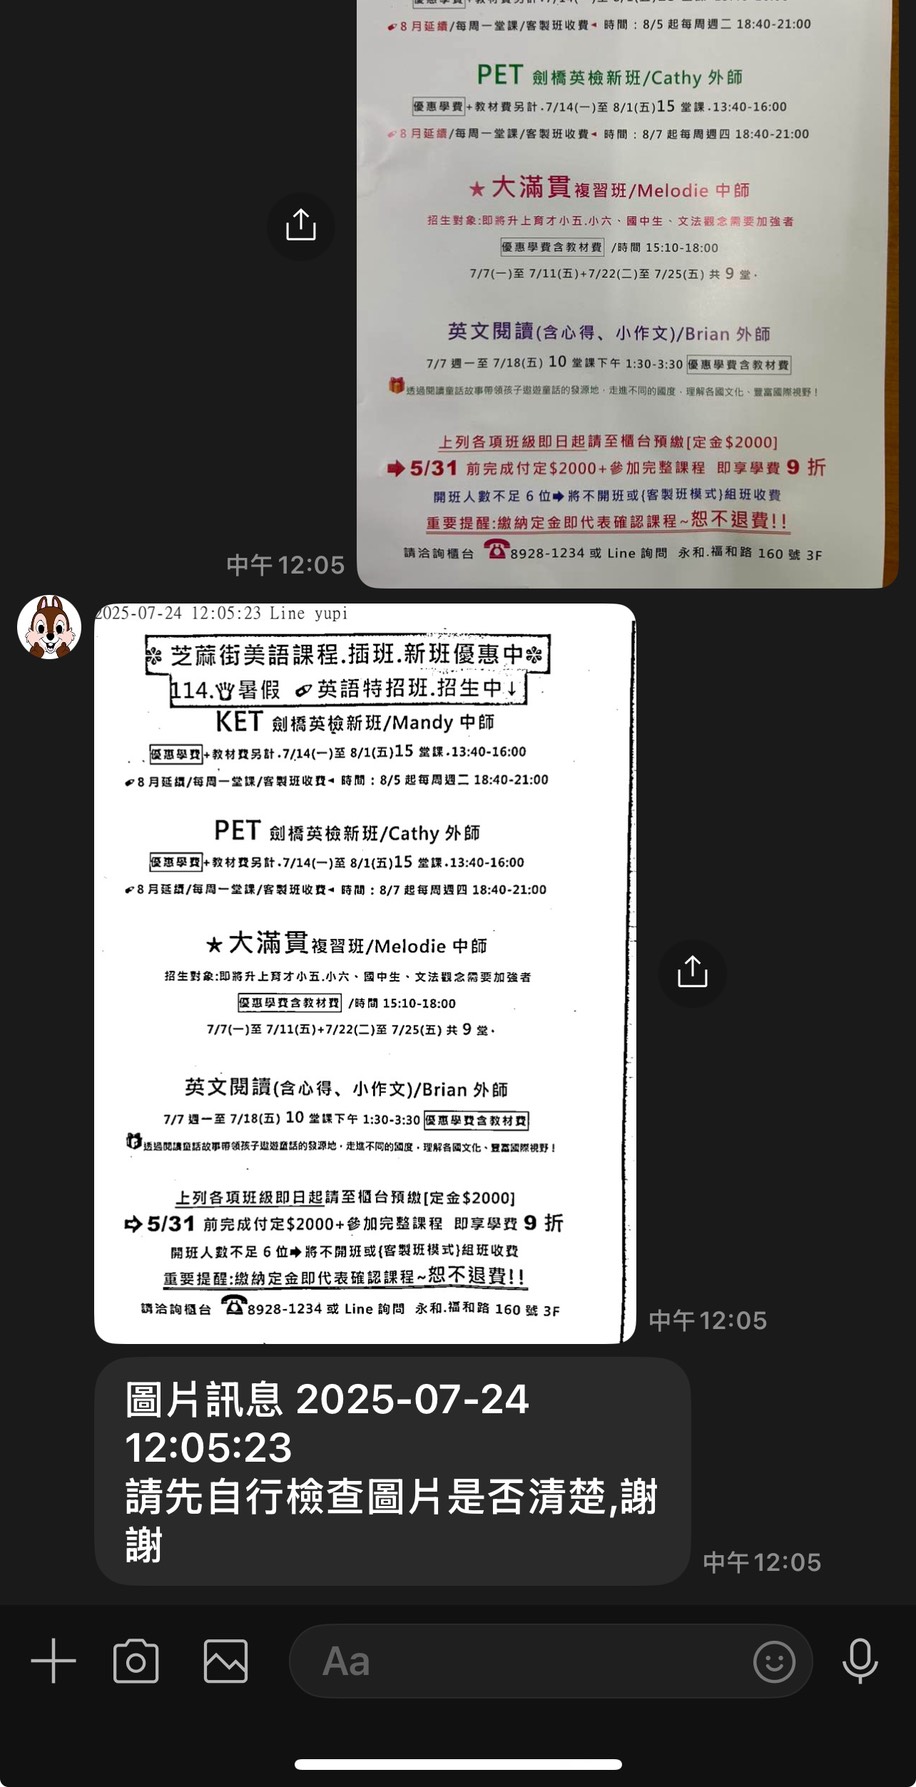 8月延續/每周一堂課/客製班收費 時間：8/5 起每周週二 18:40-21:00
PET 劍橋英檢新班/Cathy 外師
優惠學費+教材費另計.7/14(一)至 8/1(五)15 堂課.13:40-16:00
8月延續/每周一堂課/客製班收費 時間：8/7 起每周週四 18:40-21:00
★大滿貫複習班/Melodie 中師
招生對象:即將升上育才小五.小六、國中生、文法觀念需要加強者
優惠學費含教材費 /時間 15:10-18:00
7/7(一)至 7/11(五)+7/22(二)至 7/25(五) 共 9 堂.
英文閱讀(含心得、小作文)/Brian 外師
7/7 週一至 7/18(五) 10 堂課下午 1:30-3:30 優惠學費含教材費
透過閱讀童話故事帶領孩子遨遊童話的發源地，走進不同的國度，理解各國文化、豐富國際視野！
上列各項班級即日起請至櫃台預繳[定金$2000]
➡5/31 前完成付定$2000+參加完整課程 即享學費 9 折
開班人數不足 6 位➡將不開班或{客製班模式}組班收費
重要提醒:繳納定金即代表確認課程~恕不退費!!
請洽詢櫃台 ☎8928-1234 或 Line 詢問 永和.福和路 160 號 3F
中午12:05
2025-07-24 12:05:23 Line yupi
芝蔴街美語課程.插班.新班優惠中
114.暑假 英語特招班.招生中↓
KET 劍橋英檢新班/Mandy 中師
優惠學費+教材費另計.7/14(一)至 8/1(五)15 堂課.13:40-16:00
8月延續/每周一堂課/客製班收費 時間：8/5 起每周週二 18:40-21:00
PET 劍橋英檢新班/Cathy 外師
優惠學費+教材費另計.7/14(一)至 8/1(五)15 堂課.13:40-16:00
8月延續/每周一堂課/客製班收費 時間：8/7 起每周週四 18:40-21:00
★大滿貫複習班/Melodie 中師
招生對象:即將升上育才小五.小六、國中生、文法觀念需要加強者
優惠學費含教材費 /時間 15:10-18:00
7/7(一)至 7/11(五)+7/22(二)至 7/25(五) 共 9 堂.
英文閱讀(含心得、小作文)/Brian 外師
7/7 週一至 7/18(五) 10 堂課下午 1:30-3:30 優惠學費含教材費
透過閱讀童話故事帶領孩子遨遊童話的發源地，走進不同的國度，理解各國文化、豐富國際視野！
上列各項班級即日起請至櫃台預繳[定金$2000]
➡5/31 前完成付定$2000+參加完整課程 即享學費 9 折
開班人數不足 6 位➡將不開班或{客製班模式}組班收費
重要提醒:繳納定金即代表確認課程~恕不退費!!
請洽詢櫃台 ☎8928-1234 或 Line 詢問 永和.福和路 160 號 3F
中午12:05
圖片訊息 2025-07-24
12:05:23
請先自行檢查圖片是否清楚,謝
謝
中午12:05
Aa